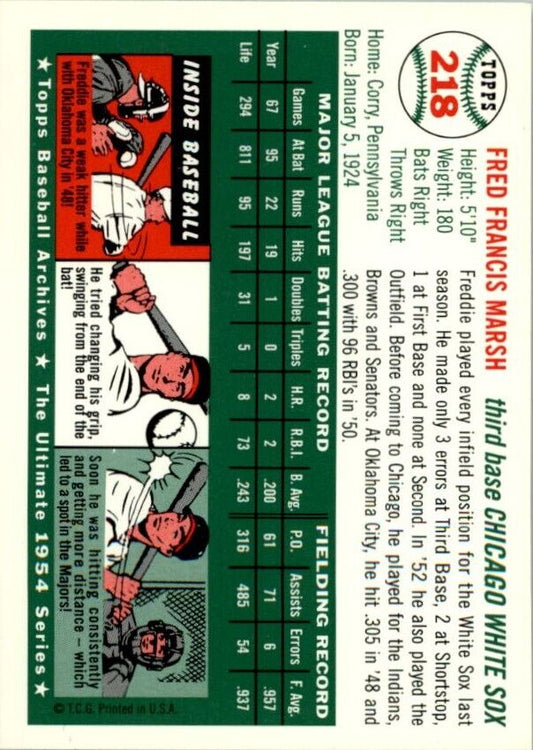 TOPPS
218
FRED FRANCIS MARSH third base CHICAGO WHITE SOX
Height: 5'10"
Weight: 180
Bats Right
Throws Right
Home: Corry, Pennsylvania
Born: January 5, 1924
Freddie played every infield position for the White Sox last
season. He made only 3 errors at Third Base, 2 at Shortstop,
1 at First Base and none at Second. In '52 he also played the
Outfield. Before coming to Chicago, he played for the Indians,
Browns and Senators. At Oklahoma City, he hit .305 in '48 and
.300 with 96 RBI's in '50.
MAJOR LEAGUE BATTING RECORD FIELDING RECORD
Games At Bat Runs Hits Doubles Triples H.R. R.B.I. B. Avg. P.O. Assists Errors F. Avg.
Year 67 95 22 19 1 0 2 2 .200 61 71 6 .957
Life 294 811 95 197 31 5 8 73 .243 316 485 54 .937
INSIDE BASEBALL
Freddie was a weak hitter while
with Oklahoma City in '48!
He tried changing his grip,
swinging from the end of the
bat!
Soon he was hitting consistently
and getting more distance — which
led to a spot in the Majors!
★ Topps Baseball Archives ★ The Ultimate 1954 Series ★
© T.C.G. Printed in U.S.A.